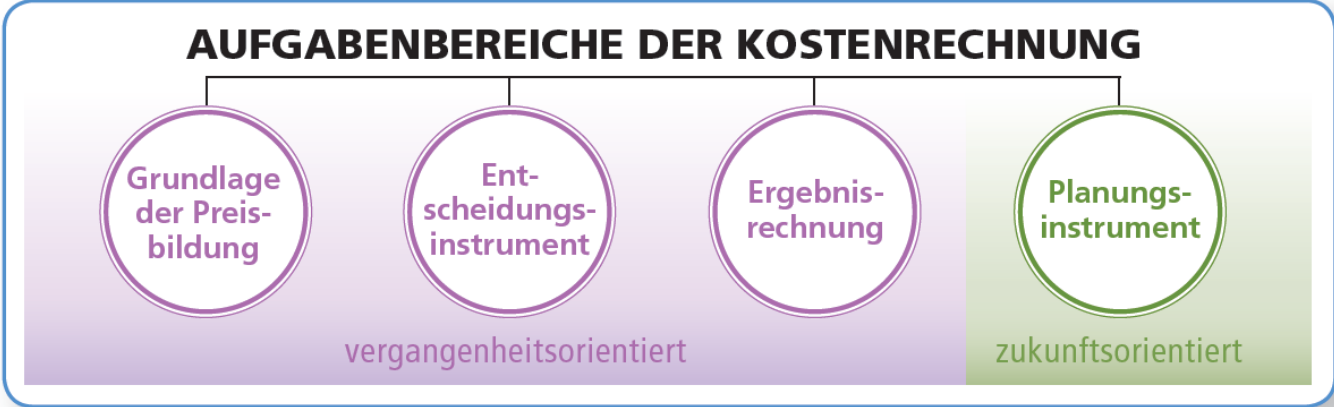 AUFGABENBEREICHE DER KOSTENRECHNUNG
Grundlage
der Preis-
bildung
Ent-
scheidungs-
instrument
Ergebnis-
rechnung
Planungs-
instrument
vergangenheitsorientiert
zukunftsorientiert